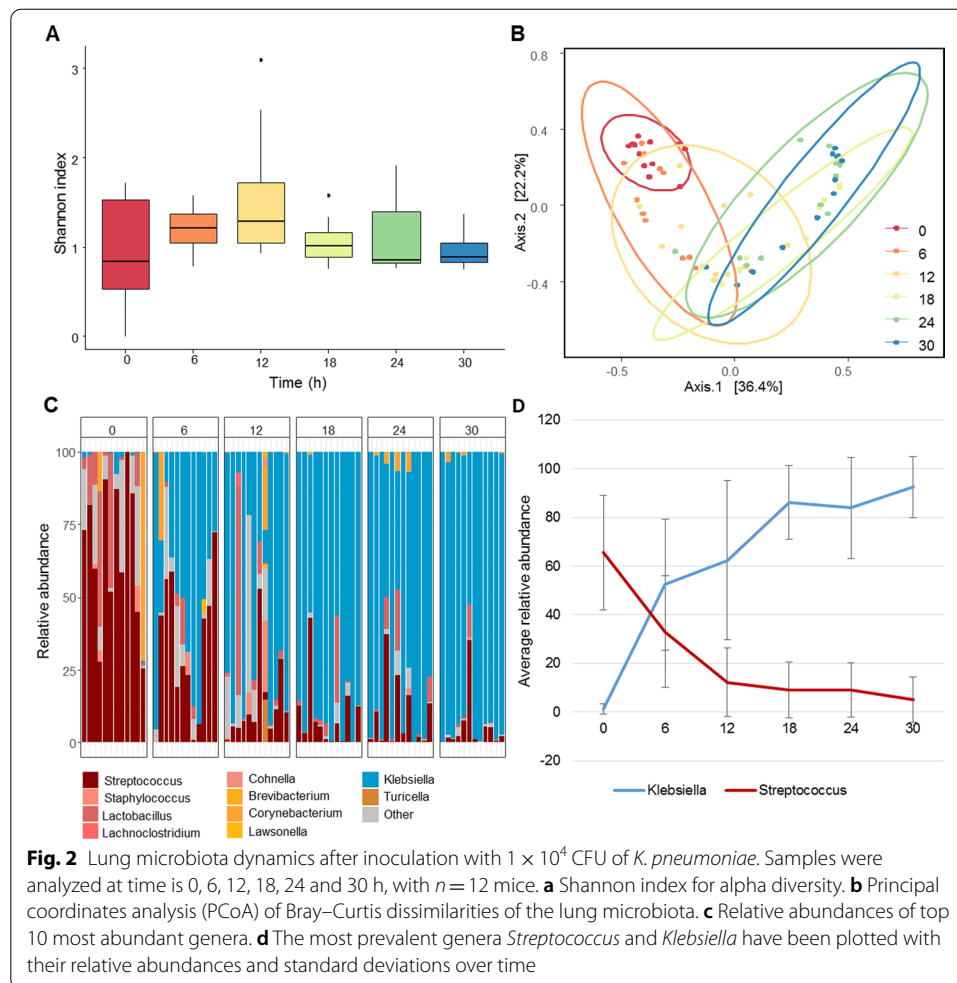 A
Shannon index
3
2
1
0
0 6 12 18 24 30
Time (h)
B
Axis.2 [22.2%]
0.8
0.4
0.0
-0.4
-0.5 0.0 0.5
Axis.1 [36.4%]
0
6
12
18
24
30
C
0 6 12 18 24 30
Relative abundance
100
75
50
25
0
Streptococcus
Staphylococcus
Lactobacillus
Lachnoclostridium
Cohnella
Brevibacterium
Corynebacterium
Lawsonella
Klebsiella
Turicella
Other
D
Average relative abundance
120
100
80
60
40
20
0
-20
0 6 12 18 24 30
Klebsiella Streptococcus
Fig. 2 Lung microbiota dynamics after inoculation with 1 × 10⁴ CFU of K. pneumoniae. Samples were
analyzed at time is 0, 6, 12, 18, 24 and 30 h, with n = 12 mice. a Shannon index for alpha diversity. b Principal
coordinates analysis (PCoA) of Bray–Curtis dissimilarities of the lung microbiota. c Relative abundances of top
10 most abundant genera. d The most prevalent genera Streptococcus and Klebsiella have been plotted with
their relative abundances and standard deviations over time